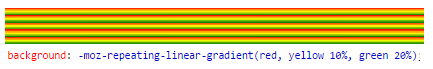 background: -moz-repeating-linear-gradient(red, yellow 10%, green 20%);